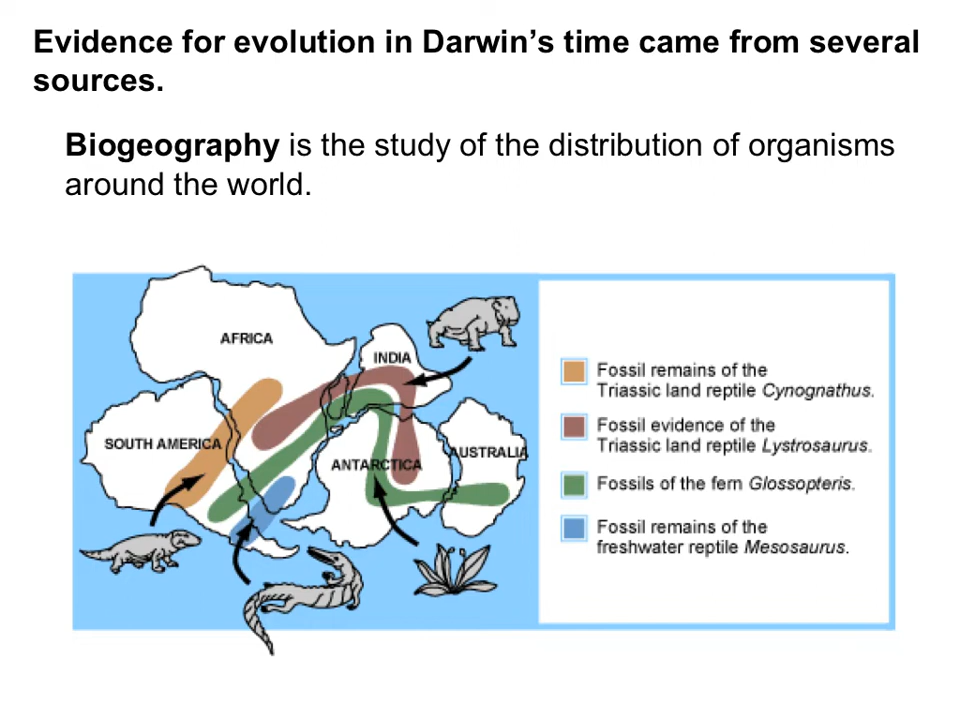 Evidence for evolution in Darwin’s time came from several
sources.
Biogeography is the study of the distribution of organisms
around the world.
AFRICA
INDIA
SOUTH AMERICA
ANTARCTICA
AUSTRALIA
Fossil remains of the
Triassic land reptile Cynognathus.
Fossil evidence of the
Triassic land reptile Lystrosaurus.
Fossils of the fern Glossopteris.
Fossil remains of the
freshwater reptile Mesosaurus.